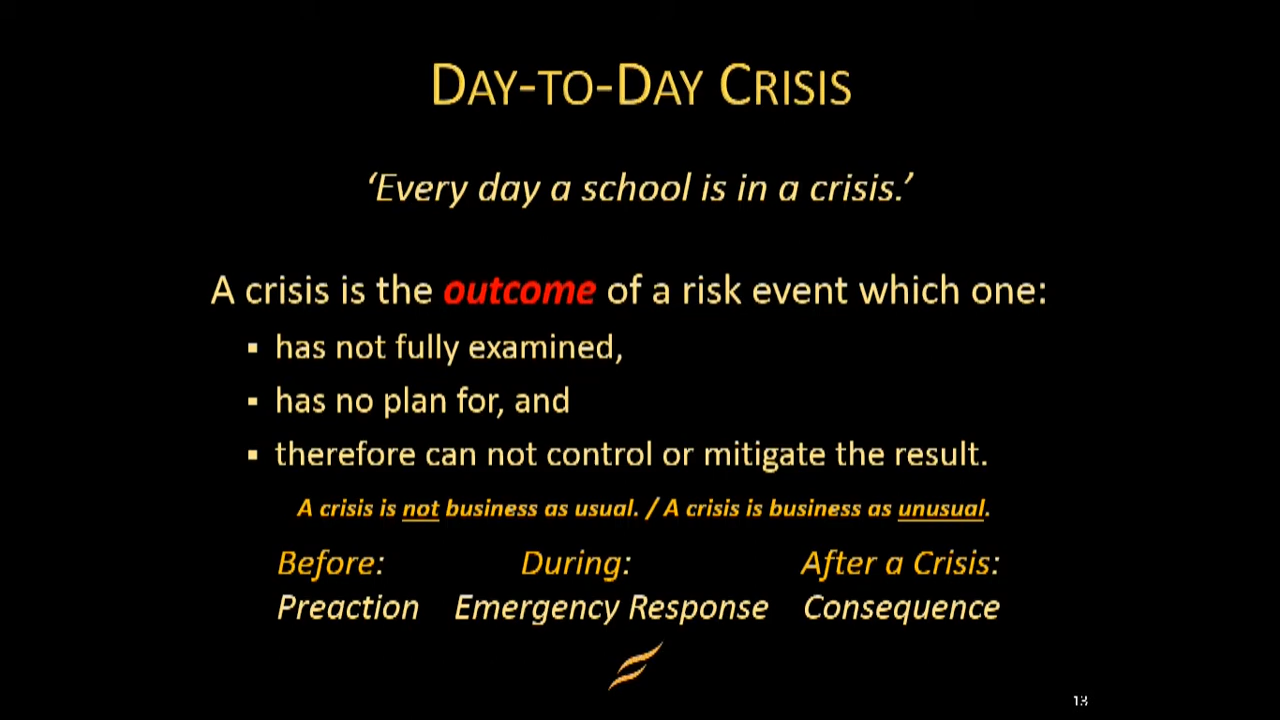 DAY-TO-DAY CRISIS
‘Every day a school is in a crisis.’
A crisis is the outcome of a risk event which one:
▪ has not fully examined,
▪ has no plan for, and
▪ therefore can not control or mitigate the result.
A crisis is not business as usual. / A crisis is business as unusual.
Before: During: After a Crisis:
Preaction Emergency Response Consequence
13